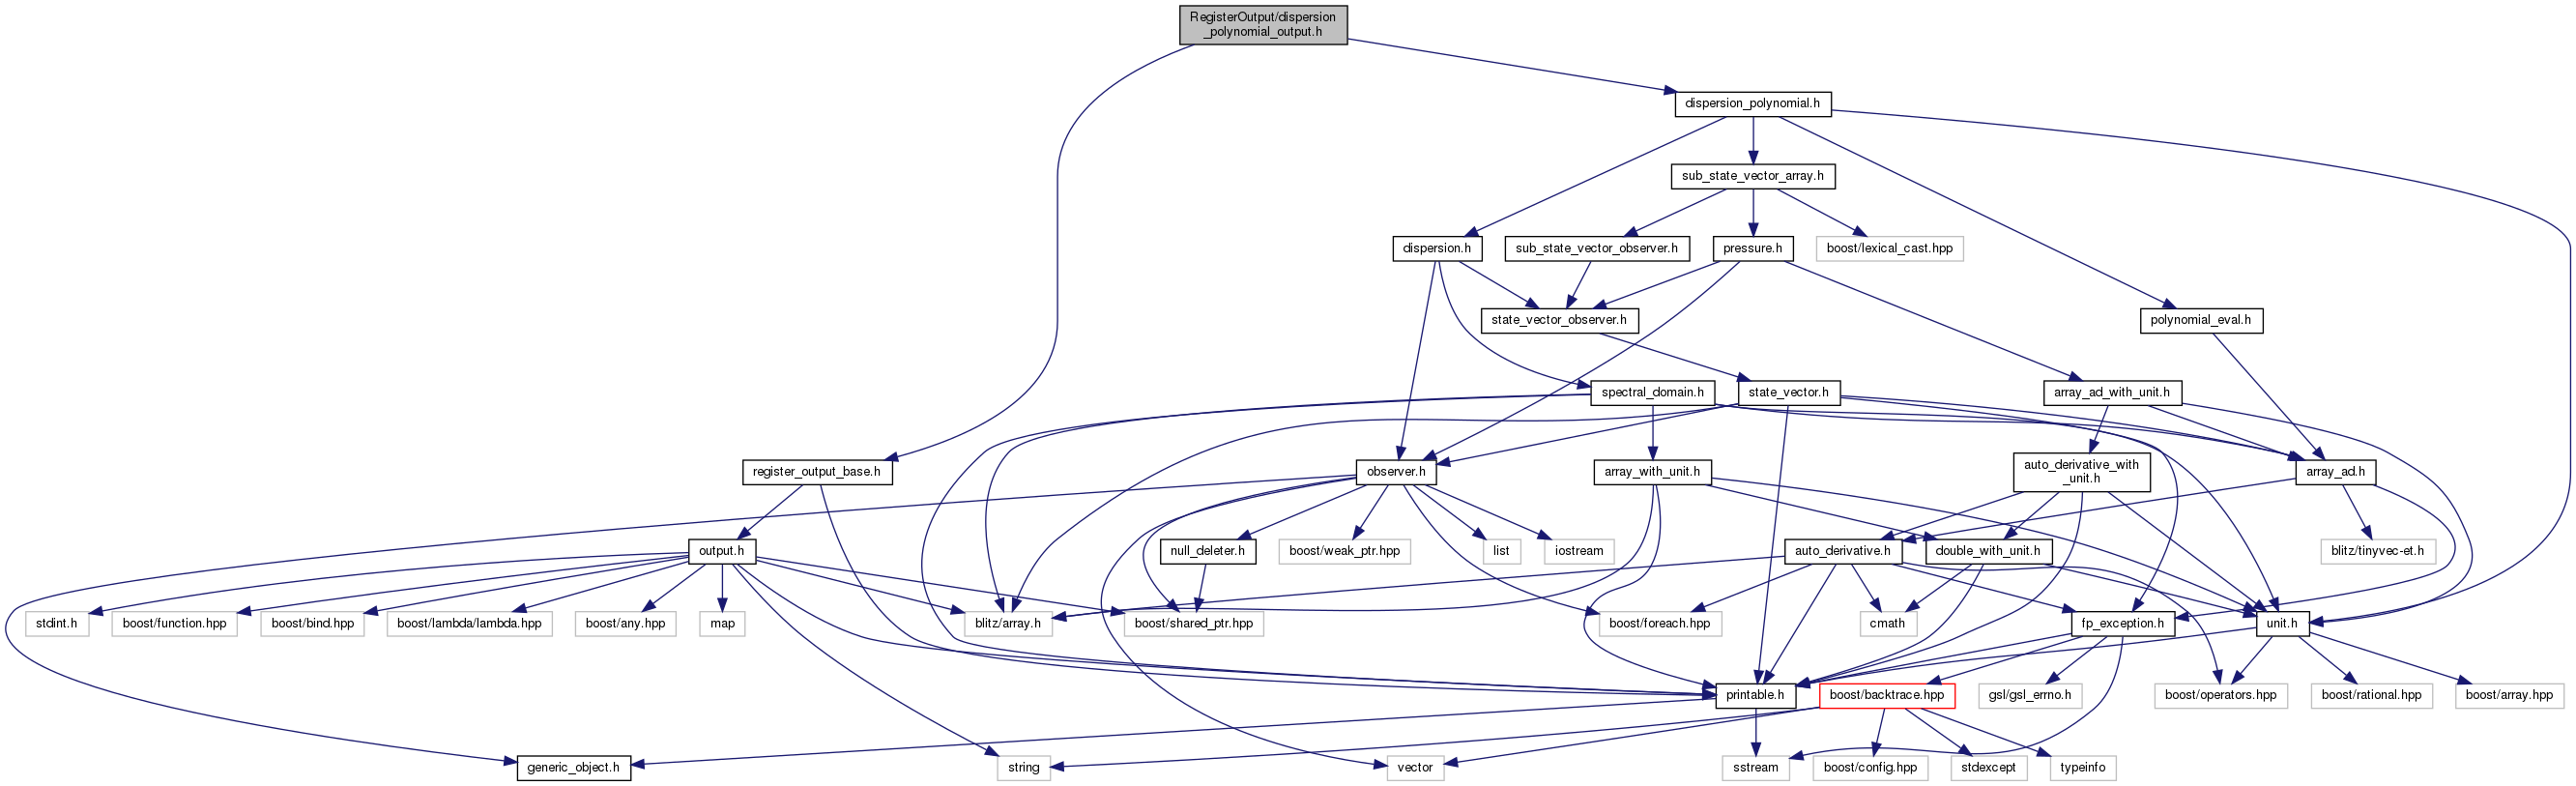 RegisterOutput/dispersion
_polynomial_output.h
dispersion_polynomial.h
sub_state_vector_array.h
dispersion.h
sub_state_vector_observer.h
pressure.h
boost/lexical_cast.hpp
state_vector_observer.h
polynomial_eval.h
spectral_domain.h
state_vector.h
array_ad_with_unit.h
register_output_base.h
observer.h
array_with_unit.h
auto_derivative_with
_unit.h
array_ad.h
output.h
null_deleter.h
boost/weak_ptr.hpp
list
iostream
auto_derivative.h
double_with_unit.h
blitz/tinyvec-et.h
stdint.h
boost/function.hpp
boost/bind.hpp
boost/lambda/lambda.hpp
boost/any.hpp
map
blitz/array.h
boost/shared_ptr.hpp
boost/foreach.hpp
cmath
fp_exception.h
unit.h
printable.h
boost/backtrace.hpp
gsl/gsl_errno.h
boost/operators.hpp
boost/rational.hpp
boost/array.hpp
generic_object.h
string
vector
sstream
boost/config.hpp
stdexcept
typeinfo